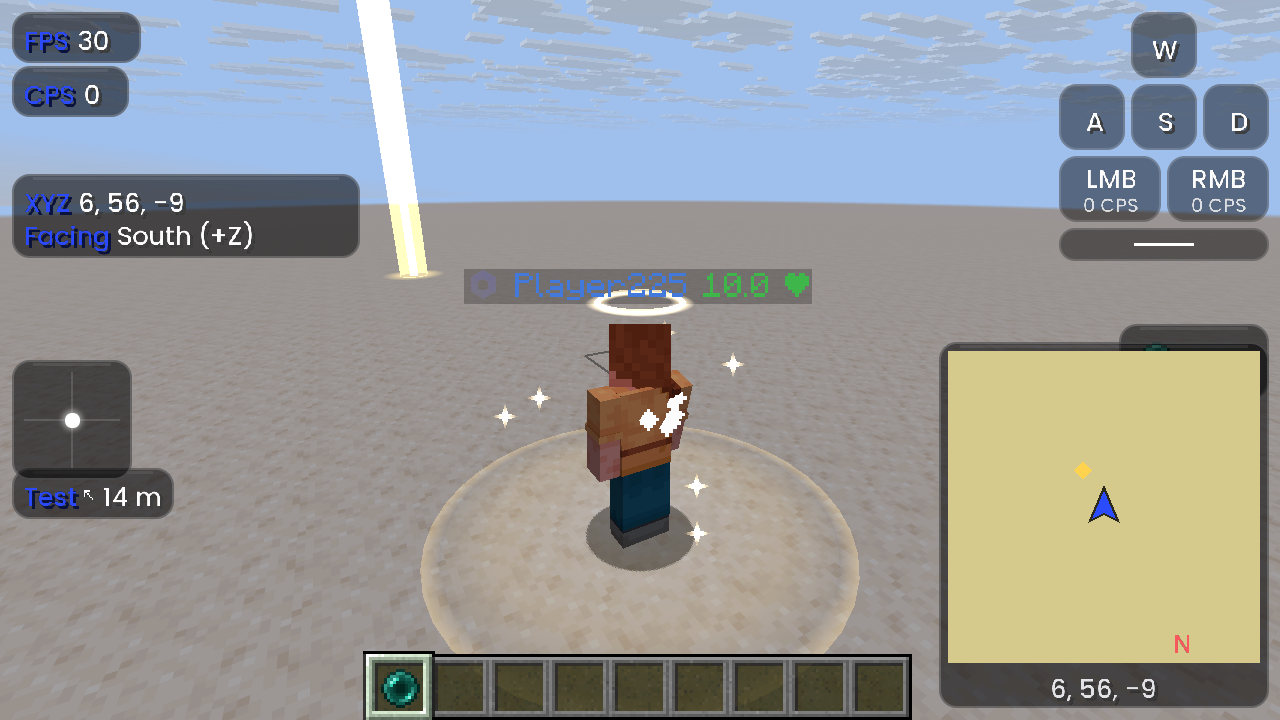 FPS 30
CPS 0
XYZ 6, 56, -9
Facing South (+Z)
Test ↖ 14 m
Player225 10.0 ♥
W
A S D
LMB RMB
0 CPS 0 CPS
N
6, 56, -9